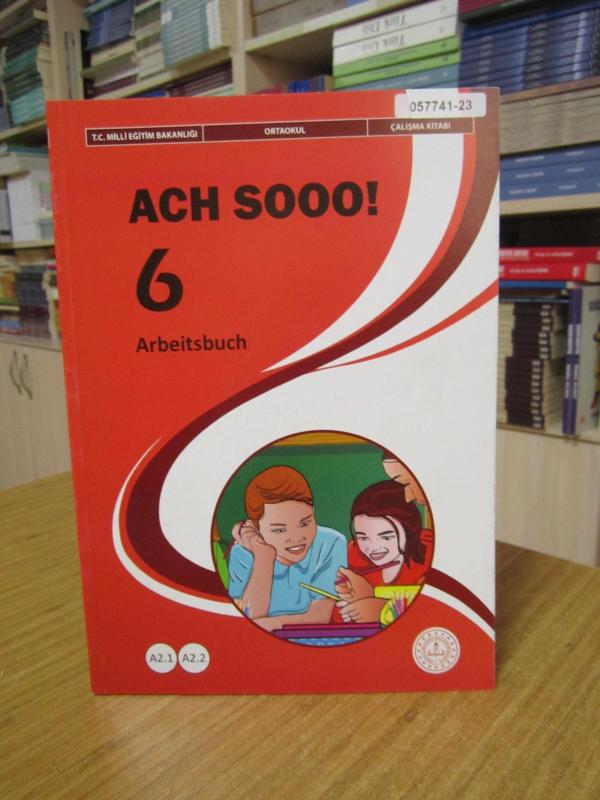 057741-23
T.C. MİLLİ EĞİTİM BAKANLIĞI
ORTAOKUL
ÇALIŞMA KİTABI
ACH SOOO!
6
Arbeitsbuch
A2.1
A2.2